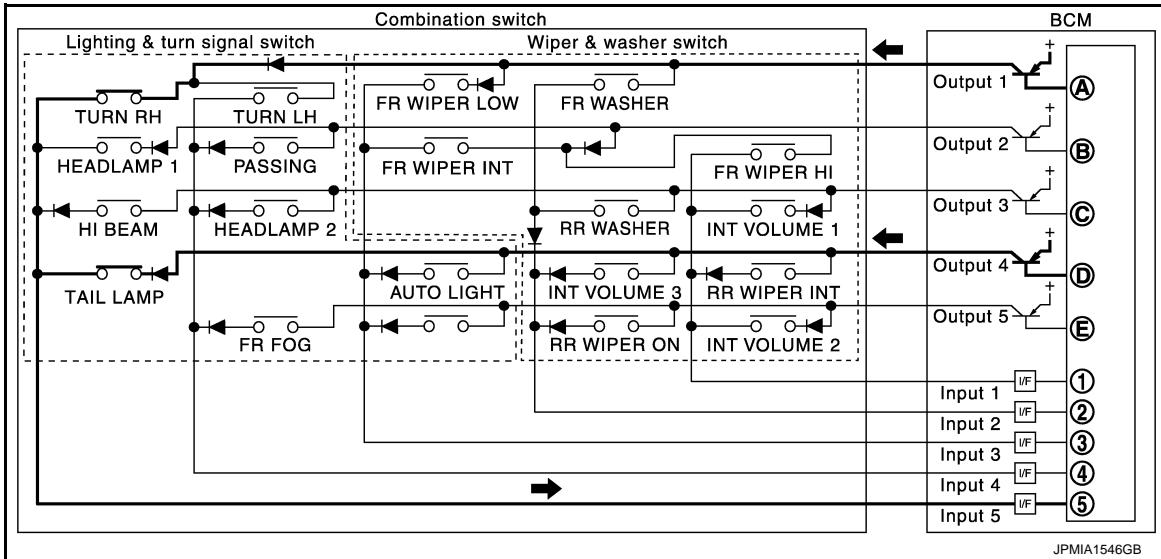 Combination switch
BCM
Lighting & turn signal switch
Wiper & washer switch
+
Output 1
A
TURN RH
TURN LH
FR WIPER LOW
FR WASHER
+
Output 2
B
HEADLAMP 1
PASSING
FR WIPER INT
FR WIPER HI
+
Output 3
C
HI BEAM
HEADLAMP 2
RR WASHER
INT VOLUME 1
+
Output 4
D
TAIL LAMP
AUTO LIGHT
INT VOLUME 3
RR WIPER INT
+
Output 5
E
FR FOG
RR WIPER ON
INT VOLUME 2
Input 1
I/F
1
Input 2
I/F
2
Input 3
I/F
3
Input 4
I/F
4
Input 5
I/F
5
JPMIA1546GB